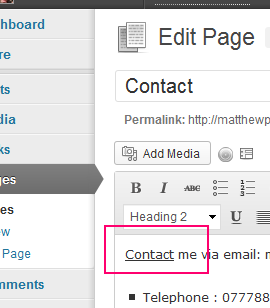 shboard
Edit Page
re
Contact
ts
Permalink: http://matthewp
dia
ks
Add Media
ges
B I ABC
es
Heading 2 U
w
Page
Contact me via email: m
mments
Telephone : 077788